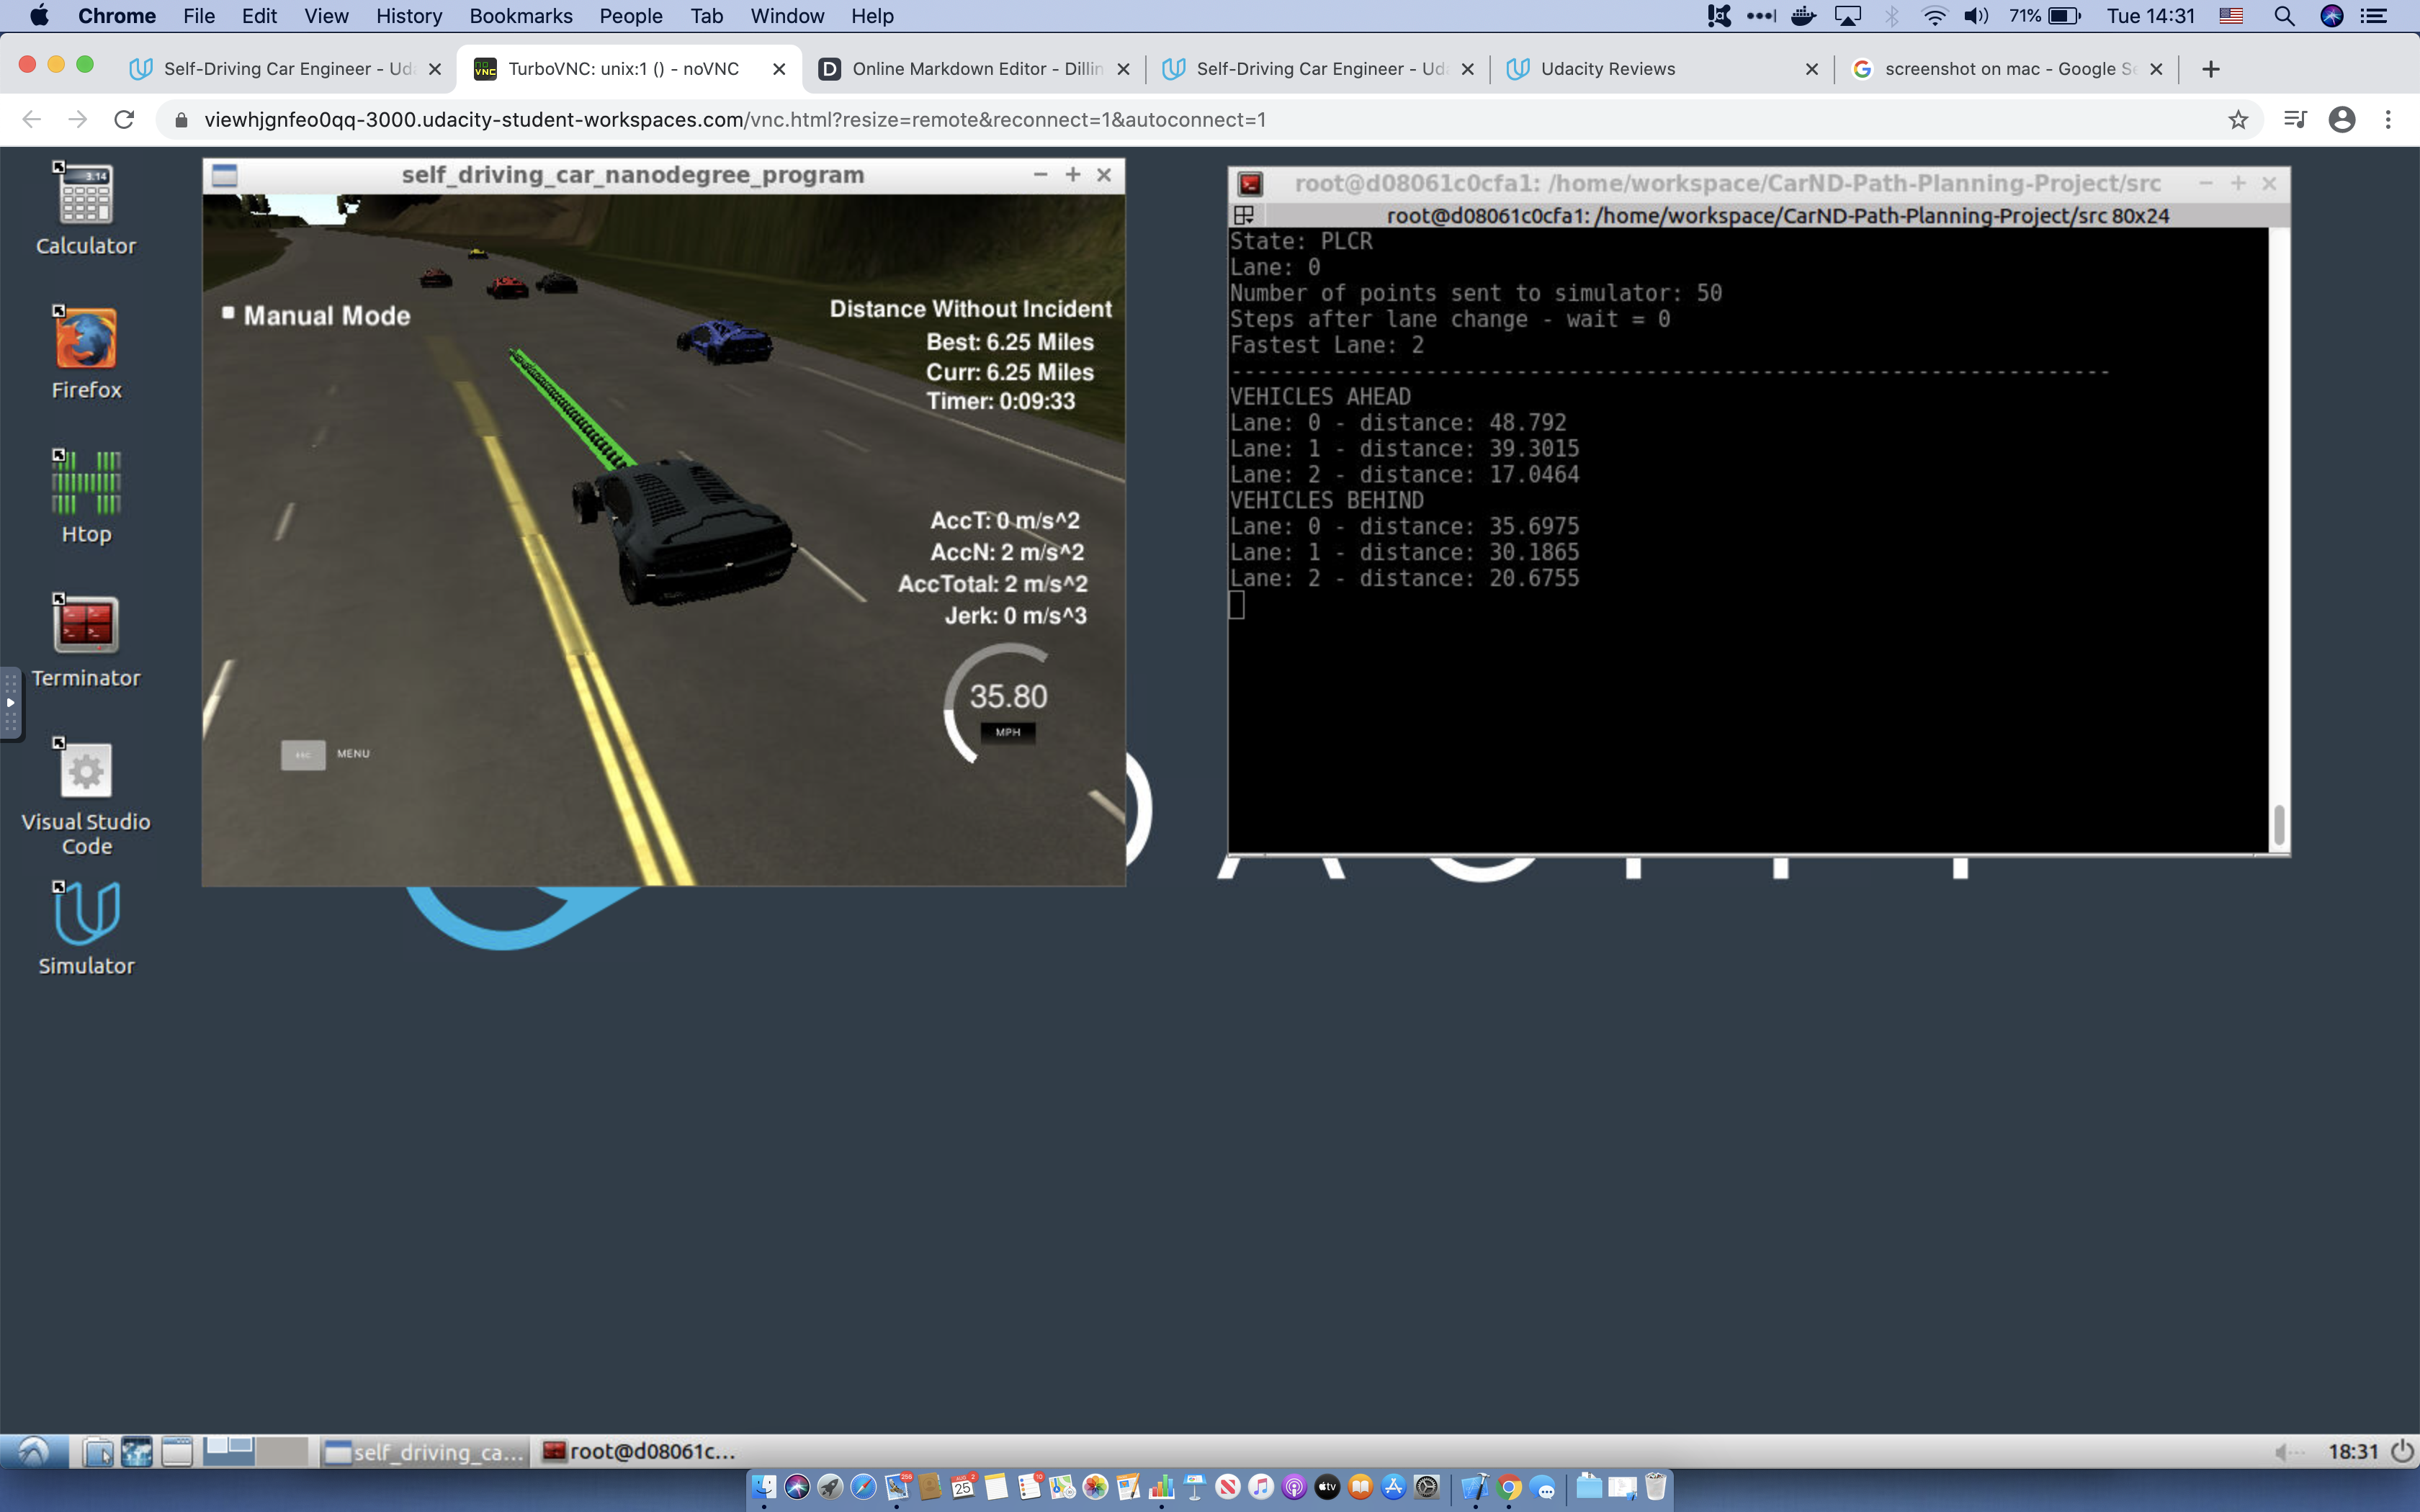 Chrome File Edit View History Bookmarks People Tab Window Help 71% Tue 14:31
Self-Driving Car Engineer - Uda TurboVNC: unix:1 () - noVNC Online Markdown Editor - Dillin Self-Driving Car Engineer - Uda Udacity Reviews screenshot on mac - Google Se
viewhjgnfeo0qq-3000.udacity-student-workspaces.com/vnc.html?resize=remote&reconnect=1&autoconnect=1
Calculator
Firefox
Htop
Terminator
Visual Studio
Code
Simulator
self_driving_car_nanodegree_program
Manual Mode
Distance Without Incident
Best: 6.25 Miles
Curr: 6.25 Miles
Timer: 0:09:33
AccT: 0 m/s^2
AccN: 2 m/s^2
AccTotal: 2 m/s^2
Jerk: 0 m/s^3
35.80
MPH
MENU
root@d08061c0cfa1: /home/workspace/CarND-Path-Planning-Project/src
root@d08061c0cfa1: /home/workspace/CarND-Path-Planning-Project/src 80x24
State: PLCR
Lane: 0
Number of points sent to simulator: 50
Steps after lane change - wait = 0
Fastest Lane: 2
--------------------------------------------------------------------
VEHICLES AHEAD
Lane: 0 - distance: 48.792
Lane: 1 - distance: 39.3015
Lane: 2 - distance: 17.0464
VEHICLES BEHIND
Lane: 0 - distance: 35.6975
Lane: 1 - distance: 30.1865
Lane: 2 - distance: 20.6755
self_driving_ca... root@d08061c... 18:31